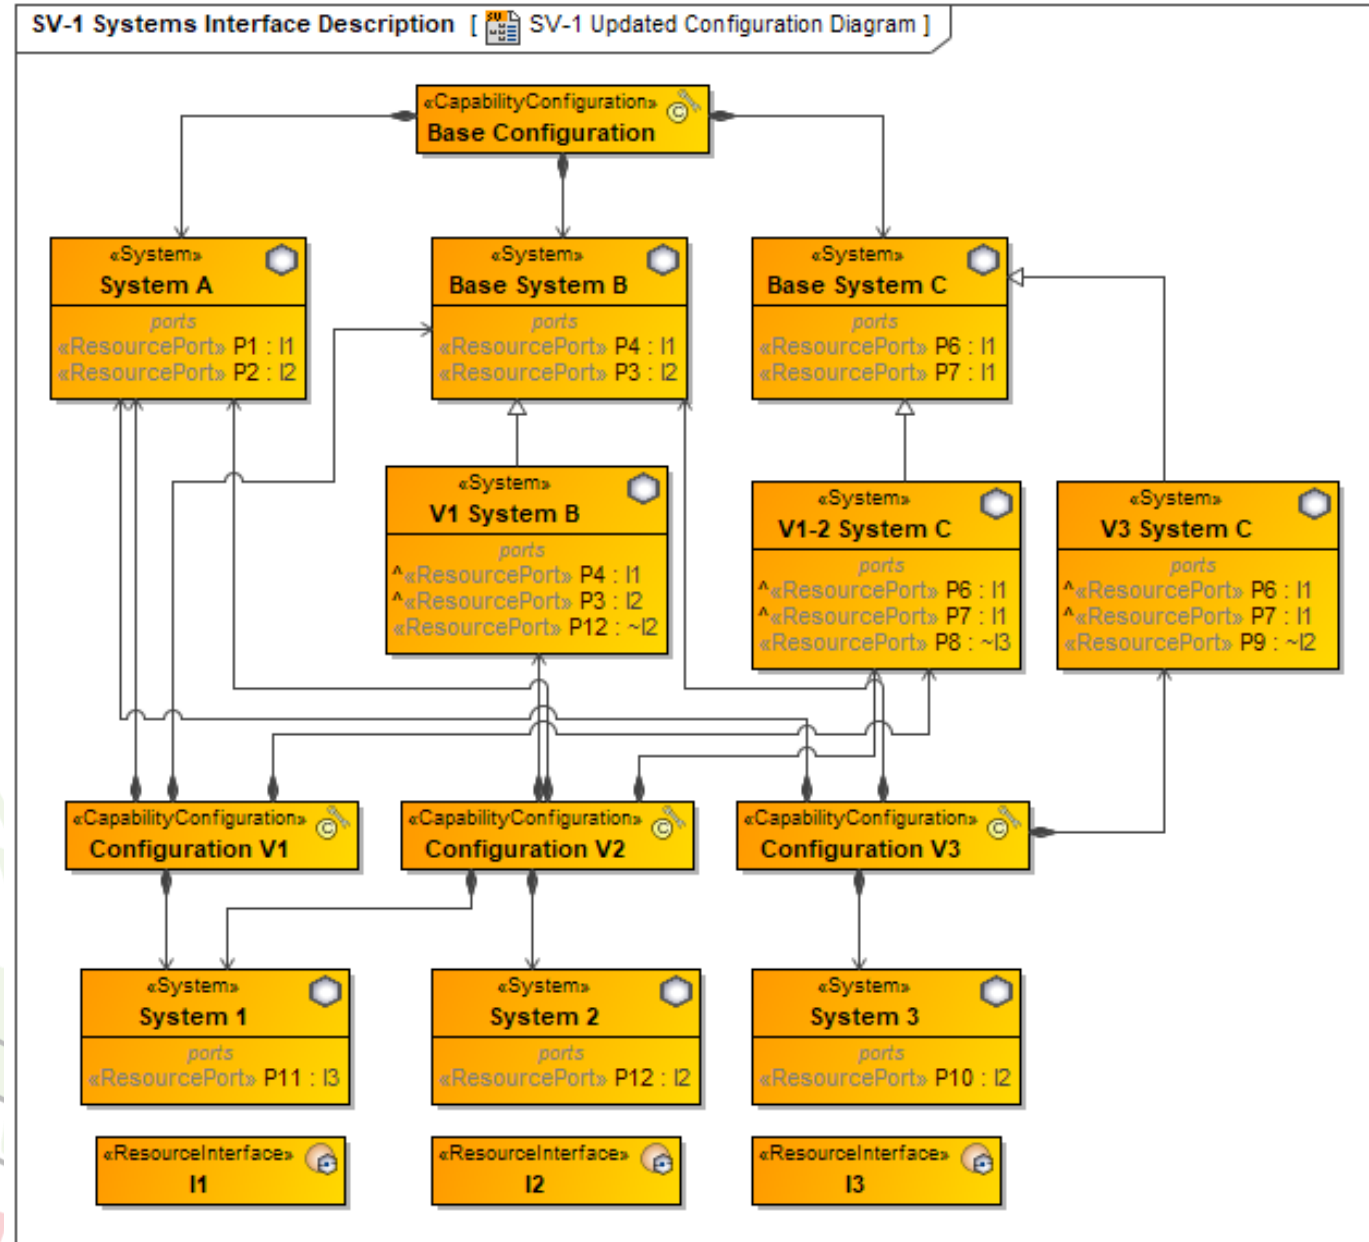 SV-1 Systems Interface Description [ SV-1 Updated Configuration Diagram ]
«CapabilityConfiguration»
Base Configuration
«System»
System A
ports
«ResourcePort» P1 : I1
«ResourcePort» P2 : I2
«System»
Base System B
ports
«ResourcePort» P4 : I1
«ResourcePort» P3 : I2
«System»
Base System C
ports
«ResourcePort» P6 : I1
«ResourcePort» P7 : I1
«System»
V1 System B
ports
^«ResourcePort» P4 : I1
^«ResourcePort» P3 : I2
«ResourcePort» P12 : ~I2
«System»
V1-2 System C
ports
^«ResourcePort» P6 : I1
^«ResourcePort» P7 : I1
«ResourcePort» P8 : ~I3
«System»
V3 System C
ports
^«ResourcePort» P6 : I1
^«ResourcePort» P7 : I1
«ResourcePort» P9 : ~I2
«CapabilityConfiguration»
Configuration V1
«CapabilityConfiguration»
Configuration V2
«CapabilityConfiguration»
Configuration V3
«System»
System 1
ports
«ResourcePort» P11 : I3
«System»
System 2
ports
«ResourcePort» P12 : I2
«System»
System 3
ports
«ResourcePort» P10 : I2
«ResourceInterface»
I1
«ResourceInterface»
I2
«ResourceInterface»
I3